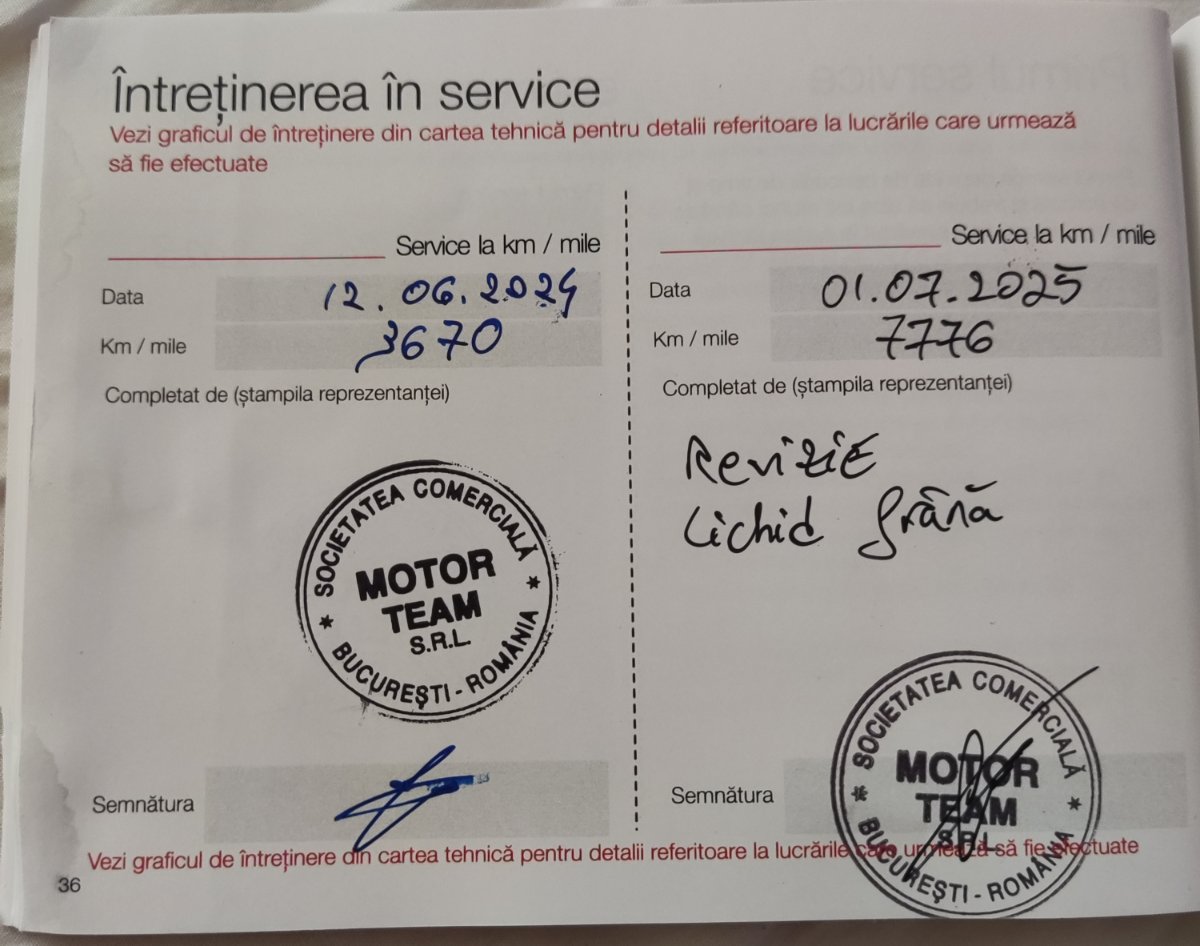 Întreținerea în service
Vezi graficul de întreținere din cartea tehnică pentru detalii referitoare la lucrările care urmează
să fie efectuate
Service la km / mile
Data 12.06.2024
Km / mile 3670
Completat de (ștampila reprezentanței)
SOCIETATEA COMERCIALĂ
MOTOR
TEAM
S.R.L.
* BUCUREȘTI - ROMÂNIA *
Semnătura
Service la km / mile
Data 01.07.2025
Km / mile 7776
Completat de (ștampila reprezentanței)
Revizie
Lichid frână
SOCIETATEA COMERCIALĂ
MOTOR
TEAM
S.R.L.
* BUCUREȘTI - ROMÂNIA *
Semnătura
Vezi graficul de întreținere din cartea tehnică pentru detalii referitoare la lucrările care urmează să fie efectuate
36